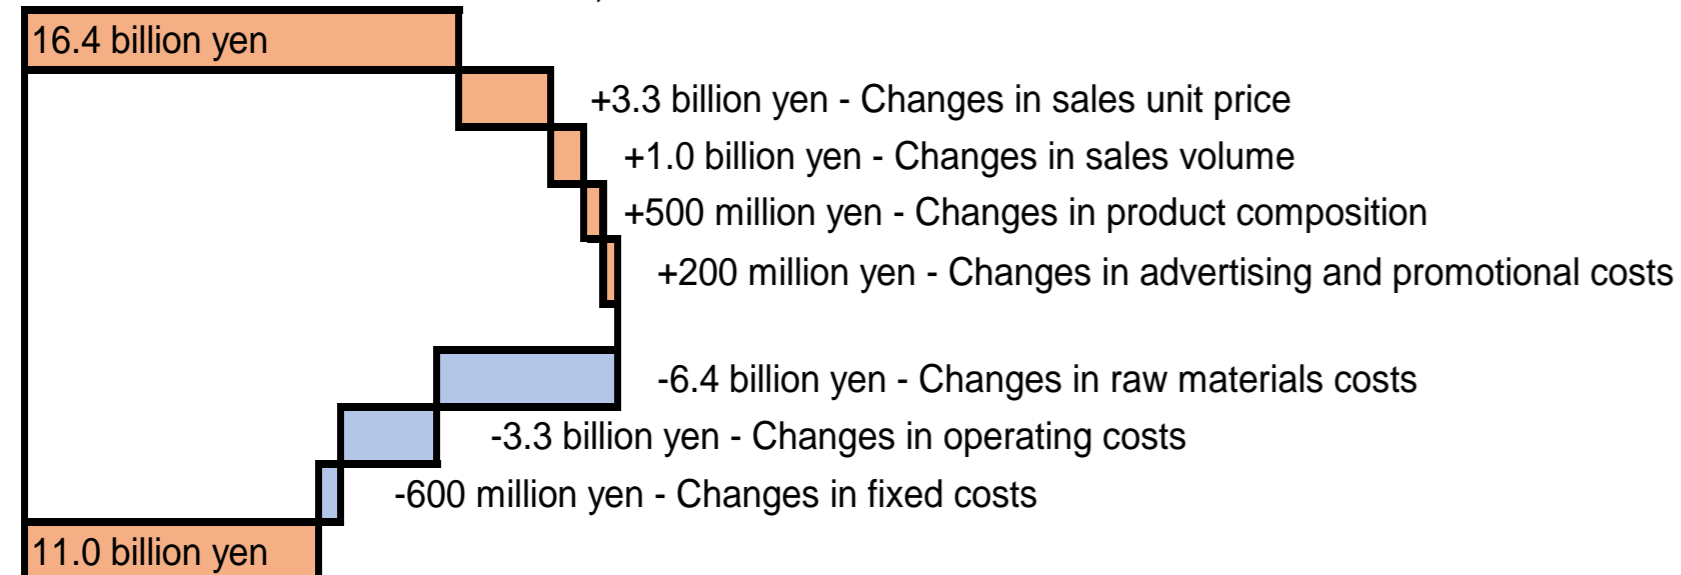 16.4 billion yen
+3.3 billion yen - Changes in sales unit price
+1.0 billion yen - Changes in sales volume
+500 million yen - Changes in product composition
+200 million yen - Changes in advertising and promotional costs
-6.4 billion yen - Changes in raw materials costs
-3.3 billion yen - Changes in operating costs
-600 million yen - Changes in fixed costs
11.0 billion yen